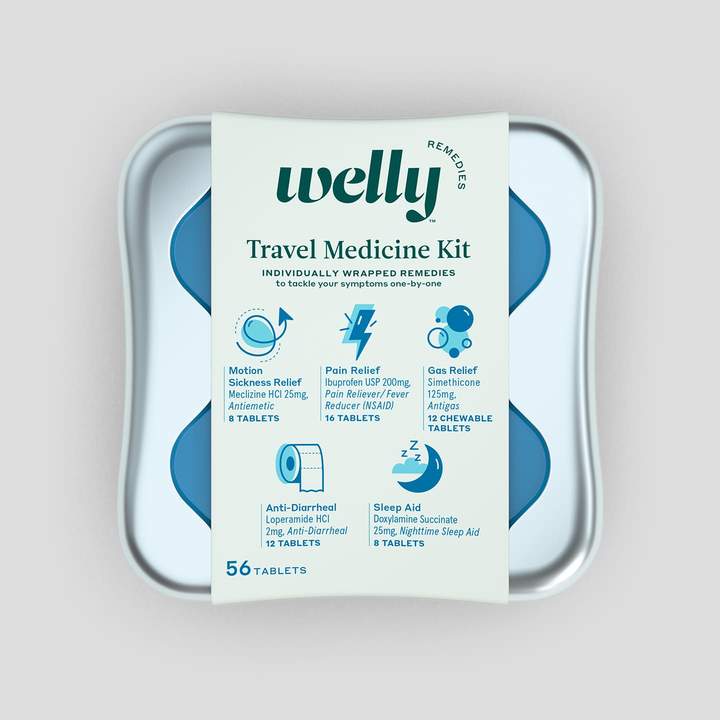 welly™
REMEDIES
Travel Medicine Kit
INDIVIDUALLY WRAPPED REMEDIES
to tackle your symptoms one-by-one
Motion
Sickness Relief
Meclizine HCl 25mg,
Antiemetic
8 TABLETS
Pain Relief
Ibuprofen USP 200mg,
Pain Reliever/Fever
Reducer (NSAID)
16 TABLETS
Gas Relief
Simethicone
125mg,
Antigas
12 CHEWABLE
TABLETS
Anti-Diarrheal
Loperamide HCl
2mg, Anti-Diarrheal
12 TABLETS
z Z Z
Sleep Aid
Doxylamine Succinate
25mg, Nighttime Sleep Aid
8 TABLETS
56 TABLETS